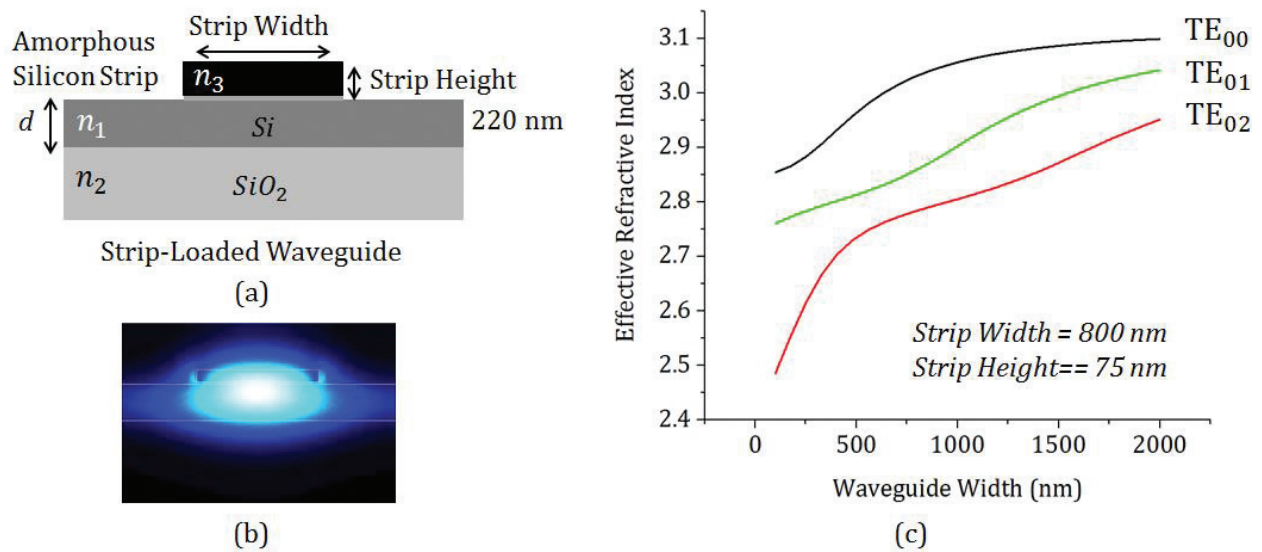 Strip Width
Amorphous
Silicon Strip
n₃
Strip Height
d
n₁
Si
220 nm
n₂
SiO₂
Strip-Loaded Waveguide
(a)
(b)
TE₀₀
TE₀₁
TE₀₂
Effective Refractive Index
3.1
3.0
2.9
2.8
2.7
2.6
2.5
2.4
Strip Width = 800 nm
Strip Height== 75 nm
0 500 1000 1500 2000
Waveguide Width (nm)
(c)